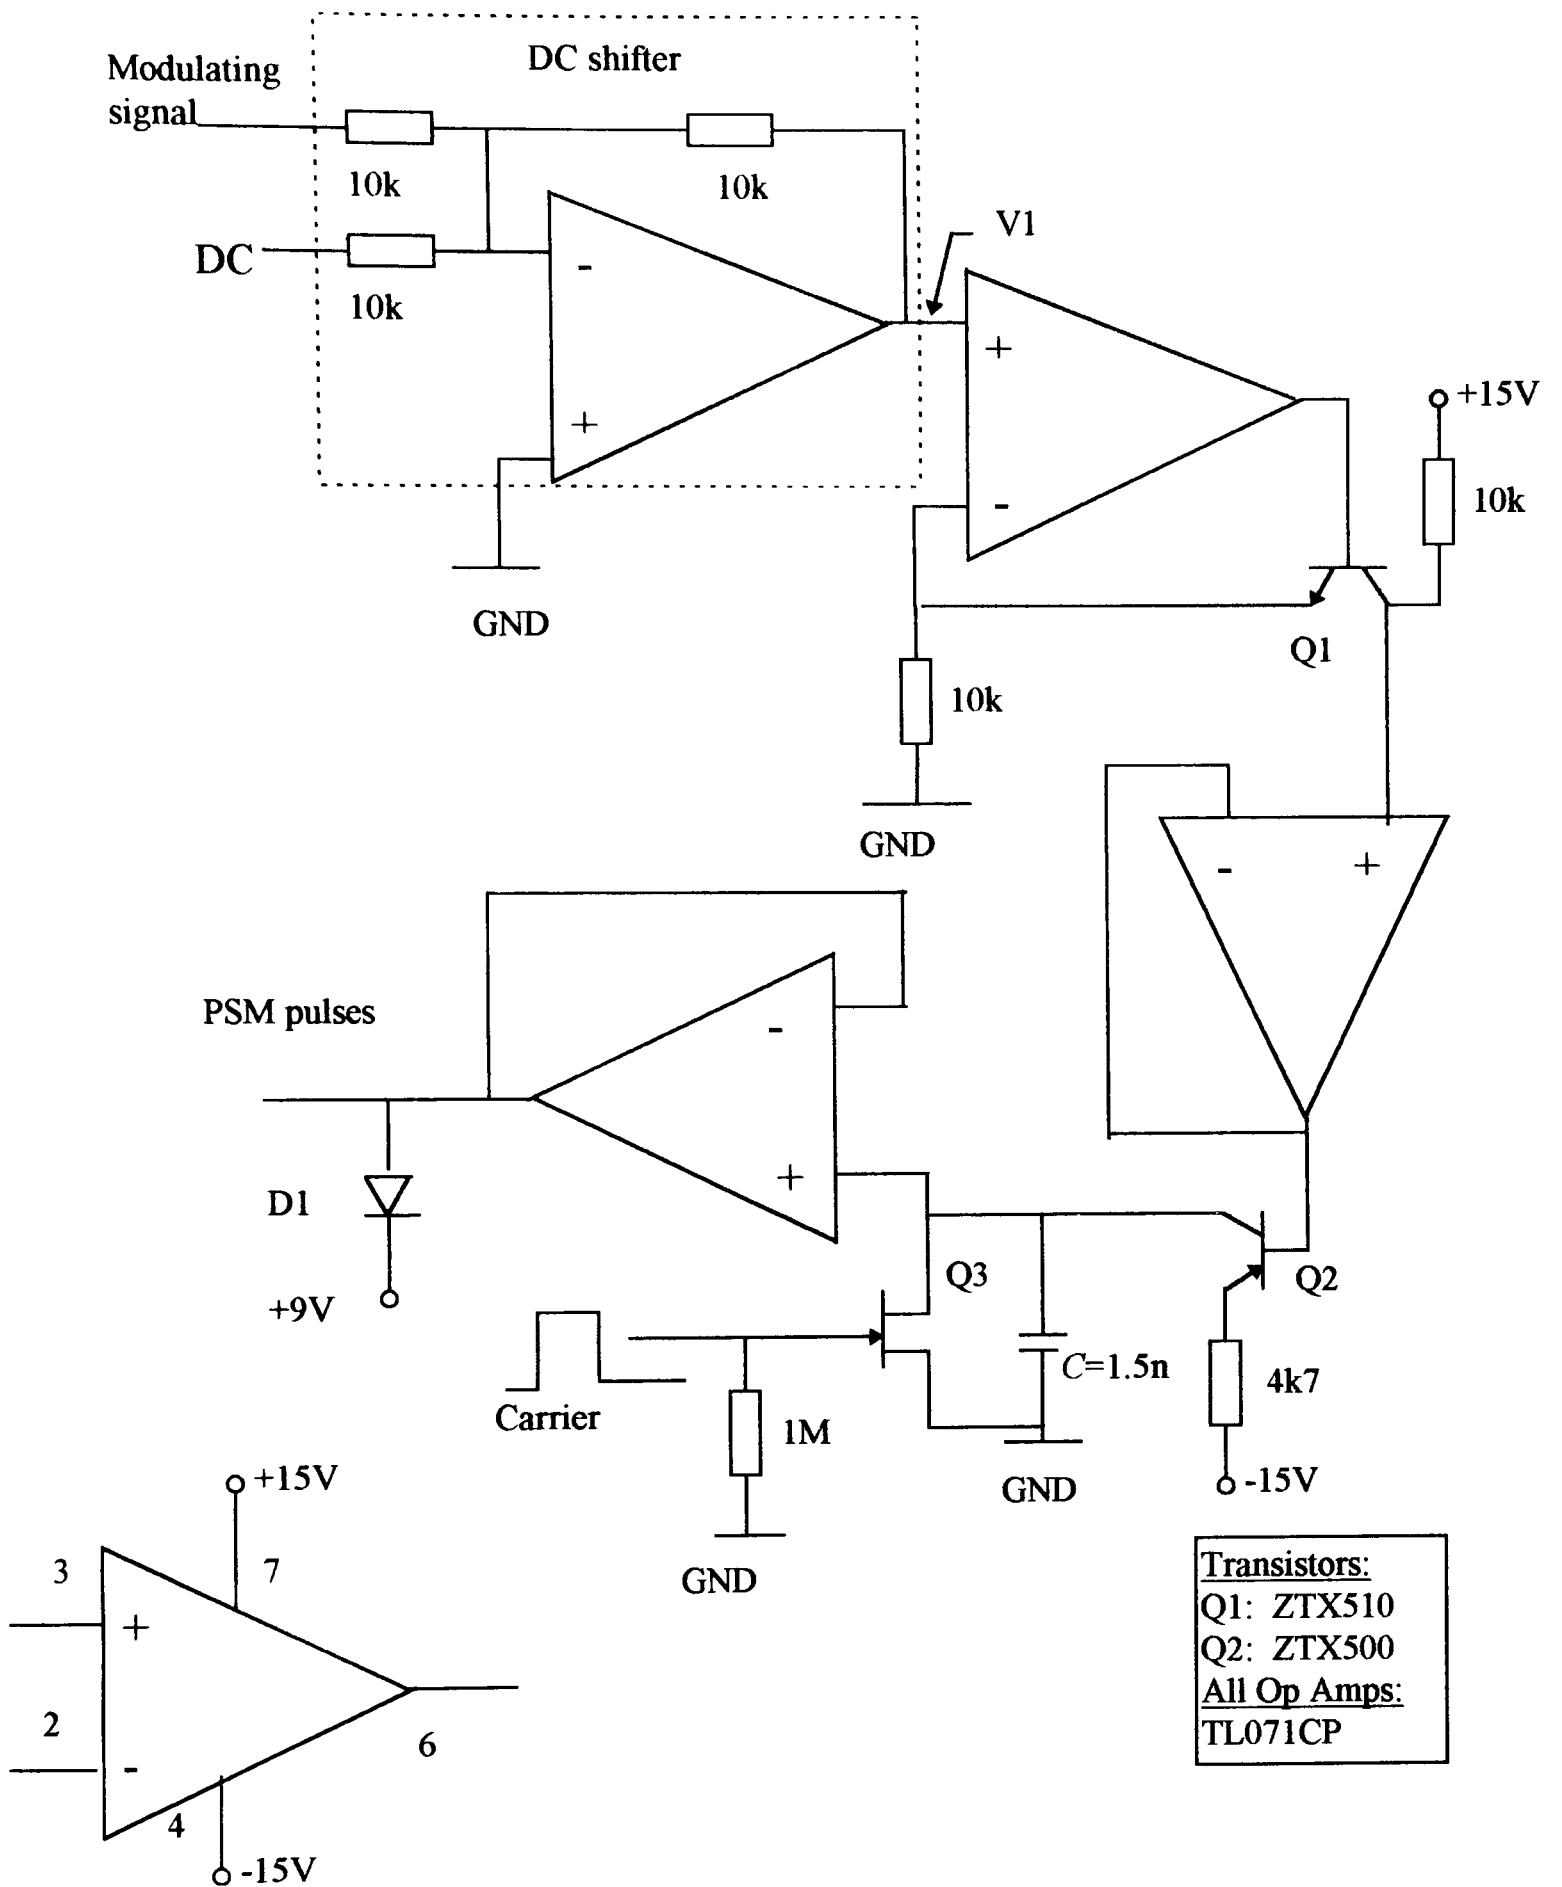 DC shifter
Modulating
signal
10k
10k
DC
10k
V1
-
+
+
-
+15V
10k
GND
Q1
10k
GND
-
+
PSM pulses
-
+
D1
+9V
Q3
Q2
C=1.5n
4k7
Carrier
1M
GND
-15V
GND
+15V
3
7
+
2
-
6
4
-15V
Transistors:
Q1: ZTX510
Q2: ZTX500
All Op Amps:
TL071CP